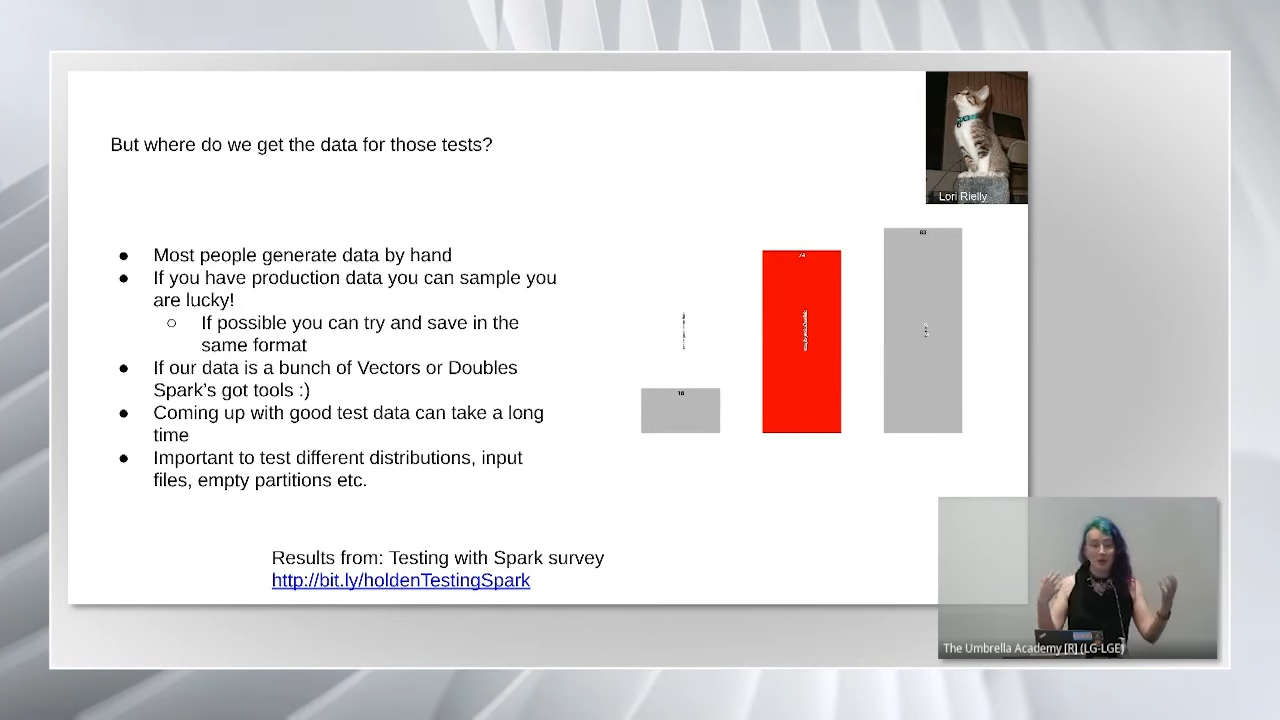 But where do we get the data for those tests?
Lori Rielly
● Most people generate data by hand
● If you have production data you can sample you
are lucky!
○ If possible you can try and save in the
same format
● If our data is a bunch of Vectors or Doubles
Spark's got tools :)
● Coming up with good test data can take a long
time
● Important to test different distributions, input
files, empty partitions etc.
18
74
83
Results from: Testing with Spark survey
http://bit.ly/holdenTestingSpark
The Umbrella Academy [R] (LG-LGE)